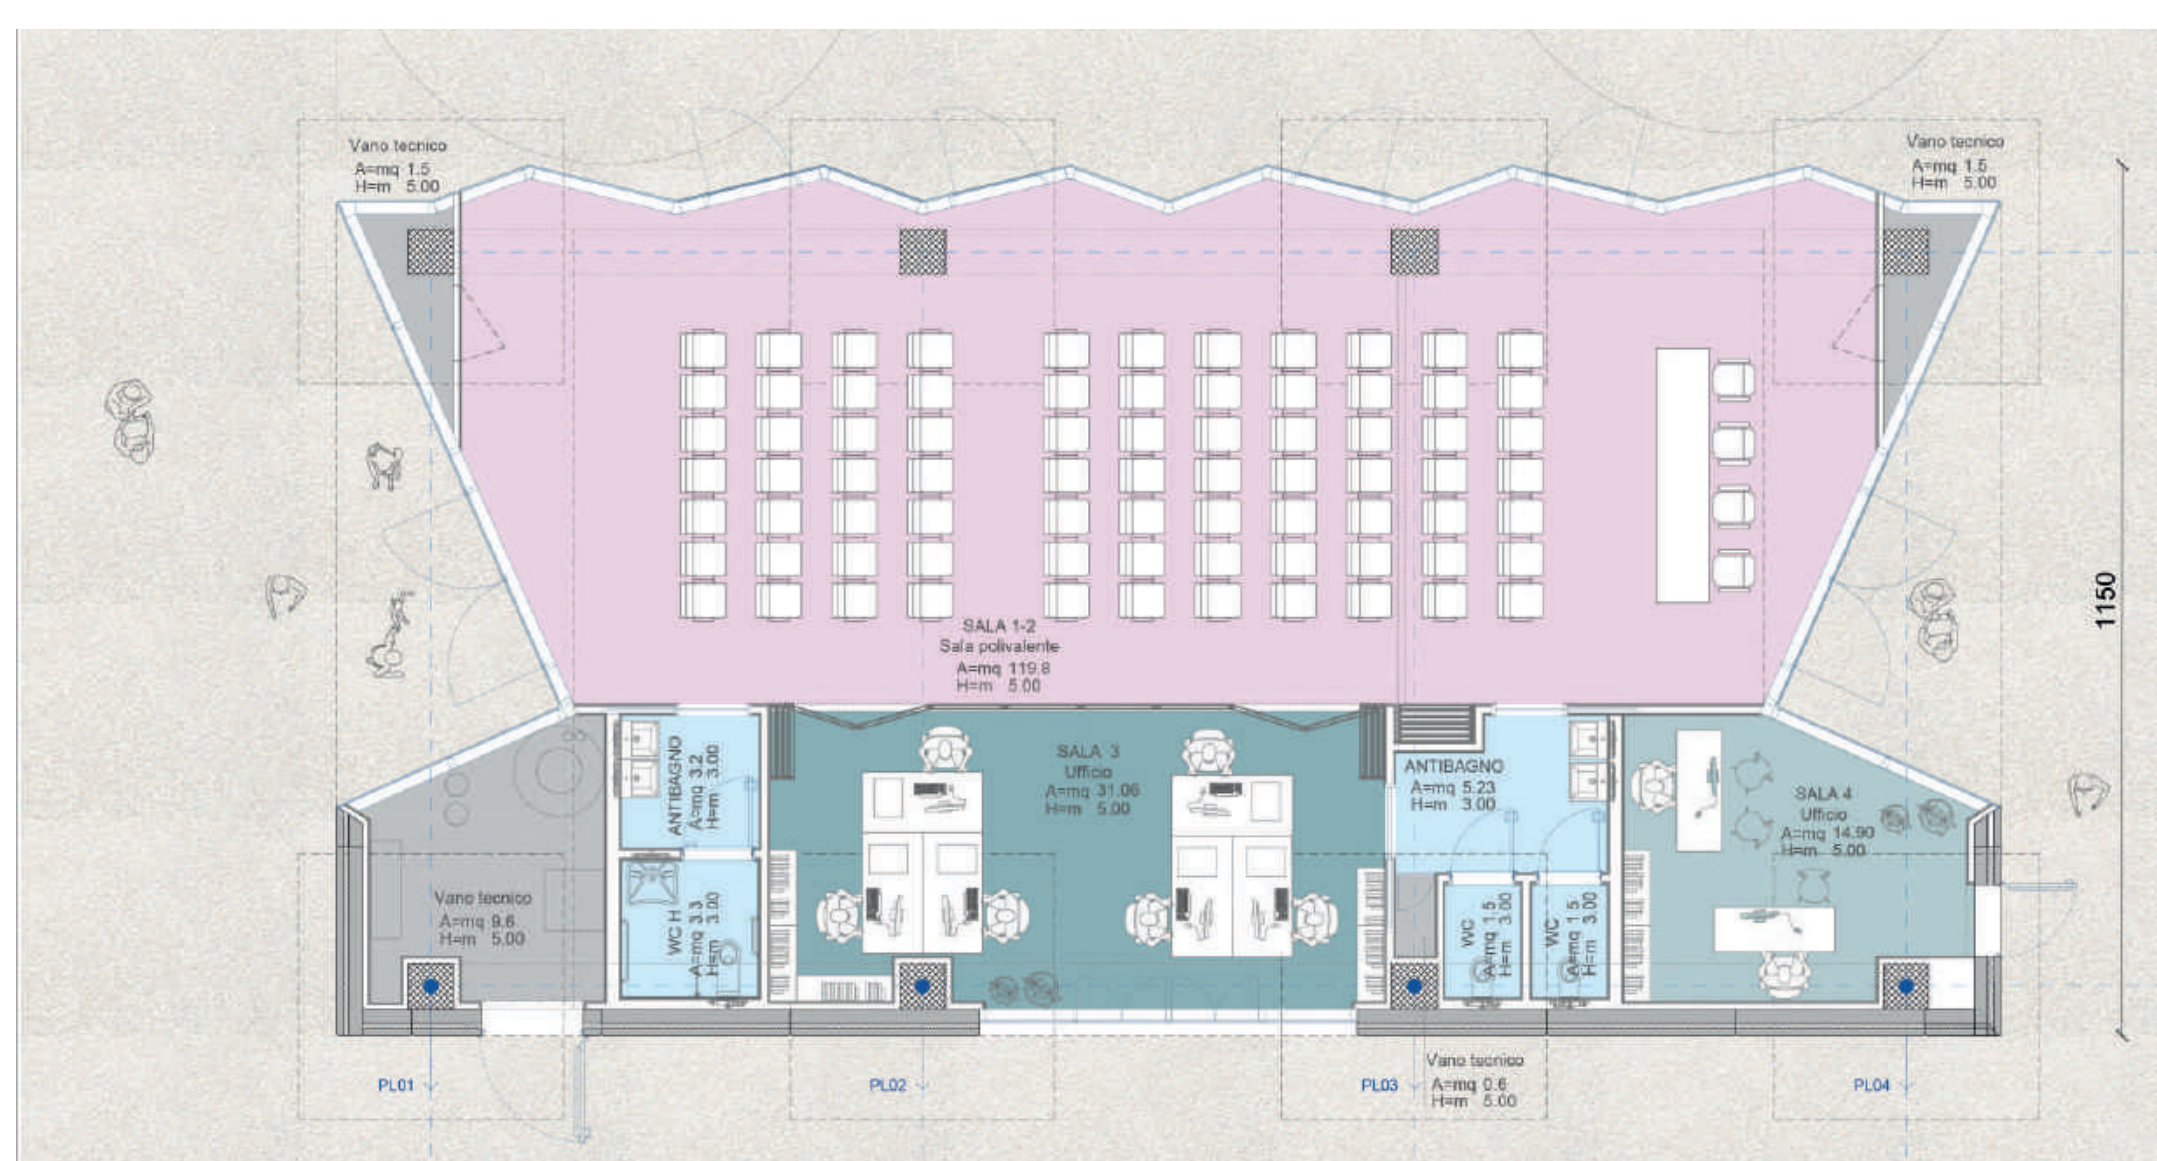 Vano tecnico
A=mq 1.5
H=m 5.00
Vano tecnico
A=mq 1.5
H=m 5.00
1150
SALA 1-2
Sala polivalente
A=mq 119.8
H=m 5.00
ANTIBAGNO
A=mq 3.2
H=m 3.00
SALA 3
Ufficio
A=mq 31.06
H=m 5.00
ANTIBAGNO
A=mq 5.23
H=m 3.00
SALA 4
Ufficio
A=mq 14.90
H=m 5.00
Vano tecnico
A=mq 9.6
H=m 5.00
WC H
A=mq 3.3
H=m 3.00
WC
A=mq 1.5
H=m 3.00
WC
A=mq 1.5
H=m 3.00
PL01
PL02
PL03
Vano tecnico
A=mq 0.6
H=m 5.00
PL04